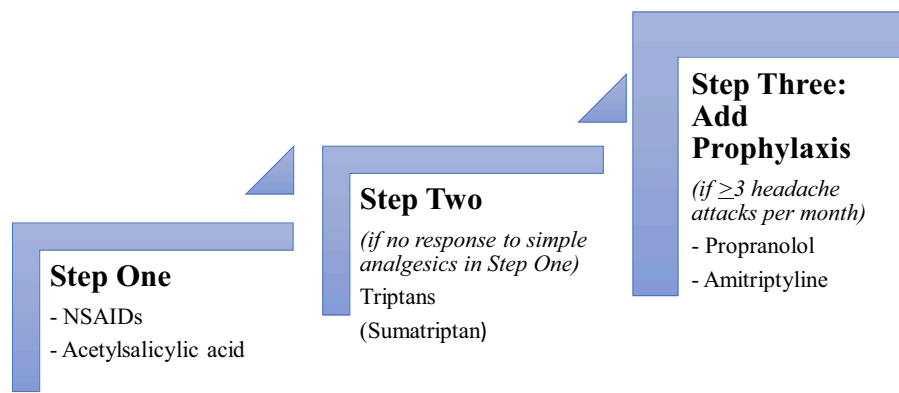 Step One
- NSAIDs
- Acetylsalicylic acid
Step Two
(if no response to simple
analgesics in Step One)
Triptans
(Sumatriptan)
Step Three:
Add
Prophylaxis
(if ≥3 headache
attacks per month)
- Propranolol
- Amitriptyline